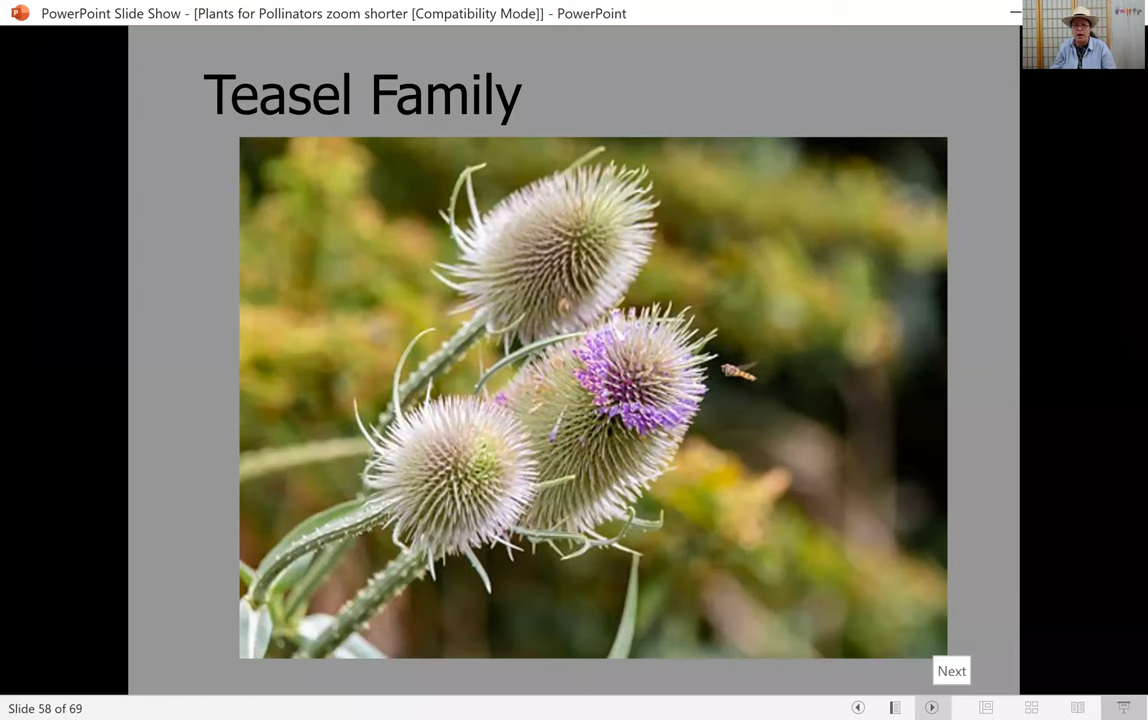 PowerPoint Slide Show - [Plants for Pollinators zoom shorter [Compatibility Mode]] - PowerPoint
Teasel Family
Next
Slide 58 of 69